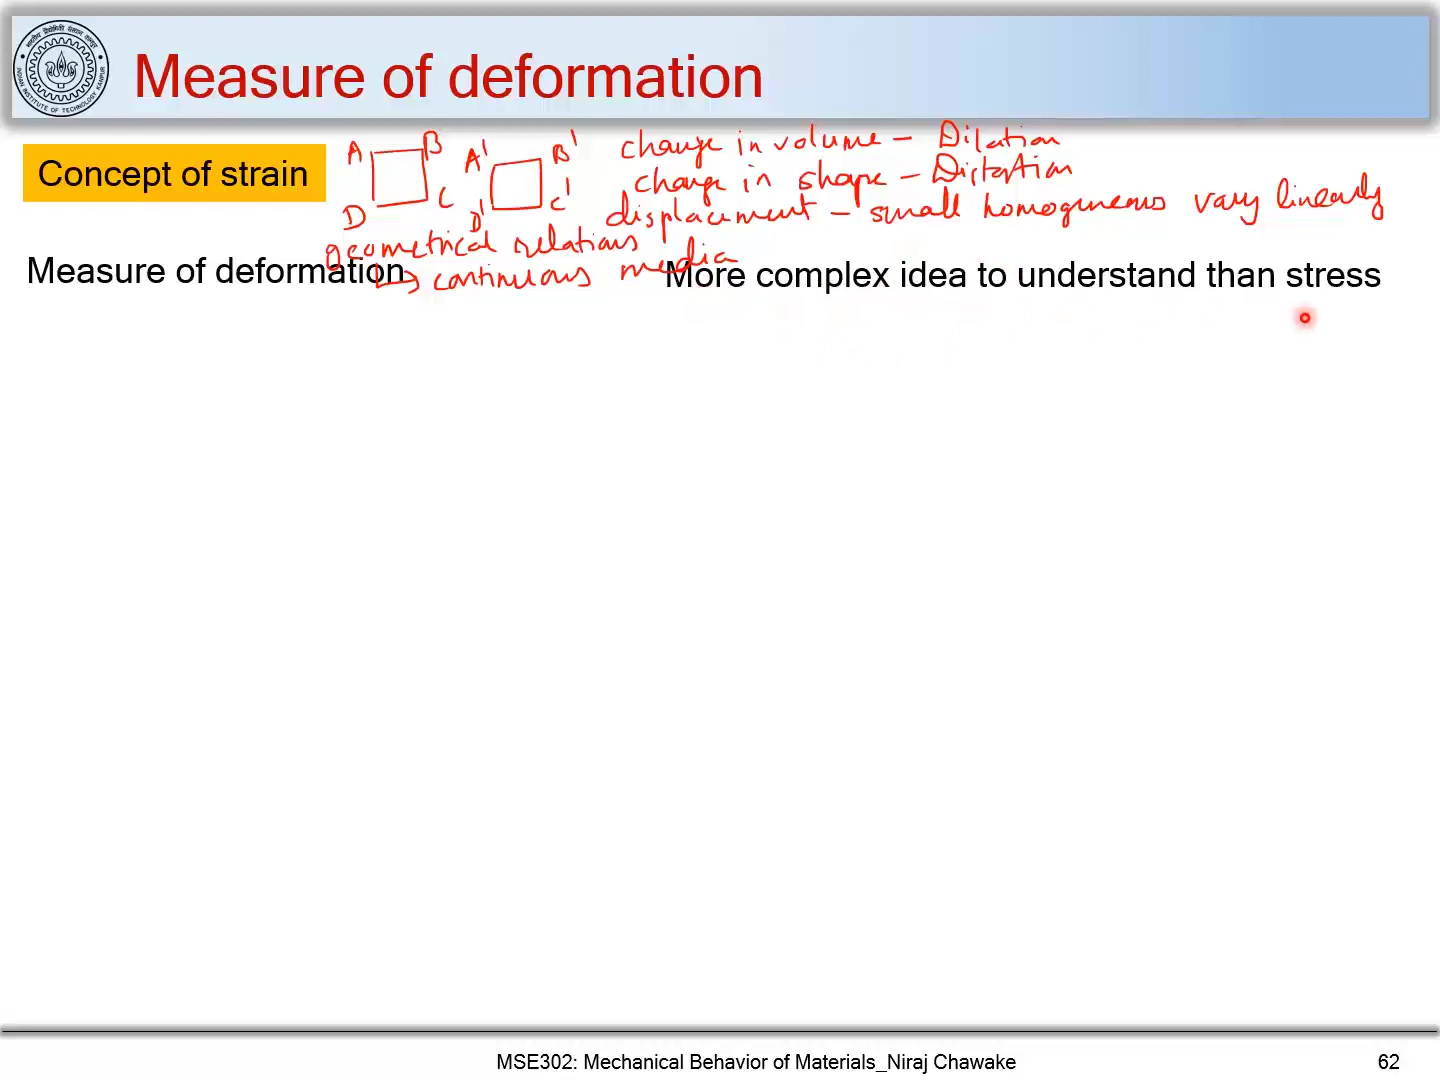 Measure of deformation
Concept of strain
A B A' B'
D C D' C'
change in volume – Dilation
change in shape – Distortion
displacement – small homogeneous vary linearly
geometrical relations
↳ continuous media
Measure of deformation
More complex idea to understand than stress
MSE302: Mechanical Behavior of Materials_Niraj Chawake
62